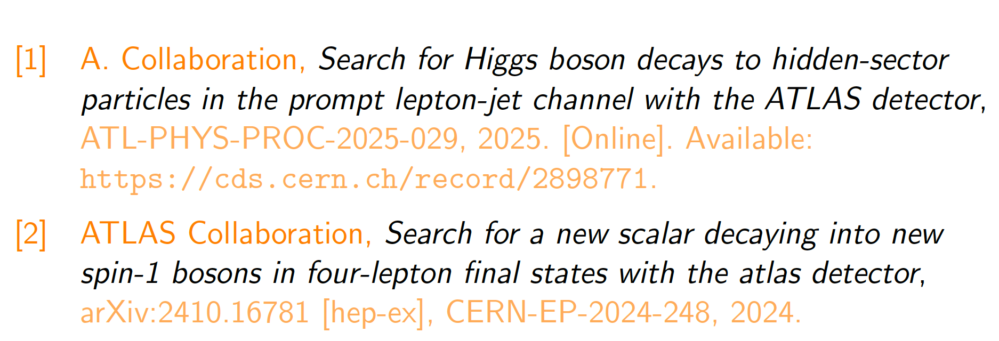 [1] A. Collaboration, Search for Higgs boson decays to hidden-sector
particles in the prompt lepton-jet channel with the ATLAS detector,
ATL-PHYS-PROC-2025-029, 2025. [Online]. Available:
https://cds.cern.ch/record/2898771.
[2] ATLAS Collaboration, Search for a new scalar decaying into new
spin-1 bosons in four-lepton final states with the atlas detector,
arXiv:2410.16781 [hep-ex], CERN-EP-2024-248, 2024.